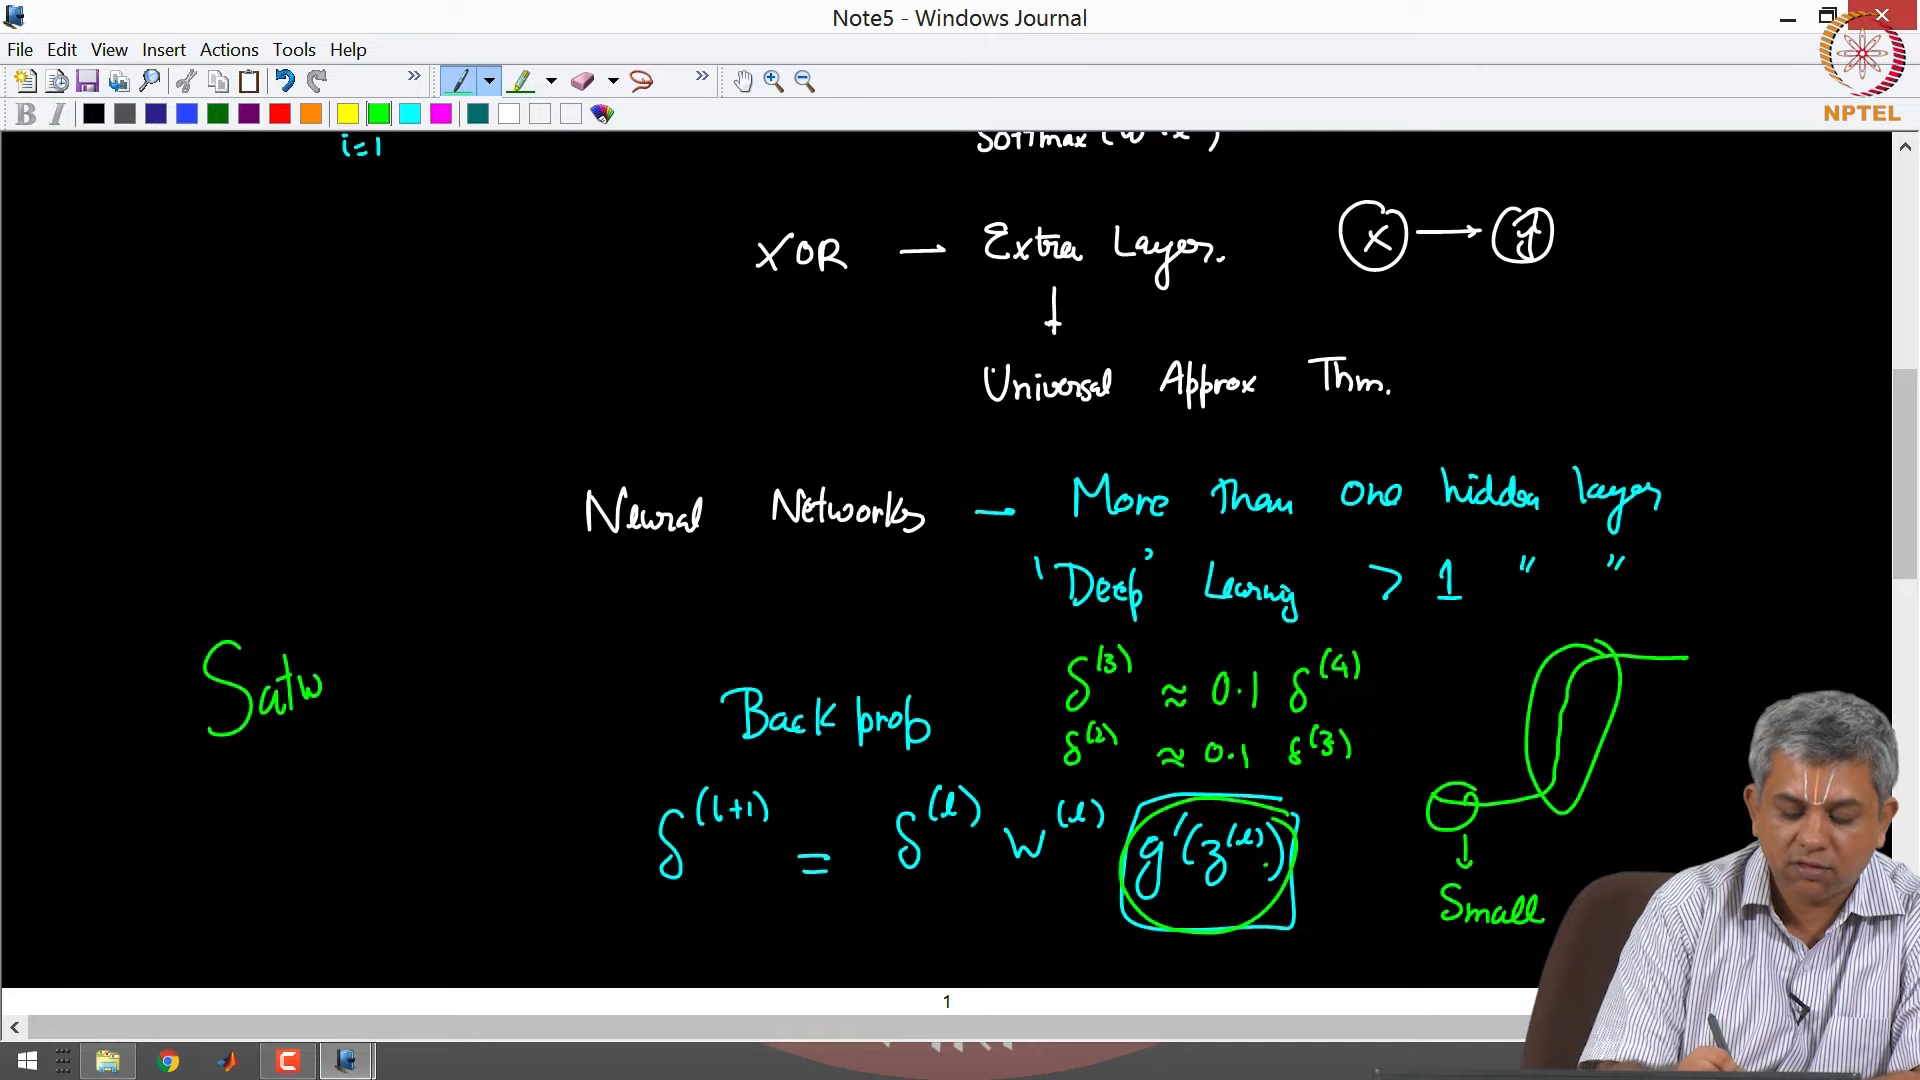 Note5 - Windows Journal
File Edit View Insert Actions Tools Help
NPTEL
i=1
Softmax(
XOR — Extra Layer.
X → ŷ
Universal Approx Thm.
Neural Networks — More than one hidden layer
'Deep' Learning > 1 " "
Satu
Back prop
δ^(3) ≈ 0.1 δ^(4)
δ^(2) ≈ 0.1 δ^(3)
δ^(l+1) = δ^(l) w^(l) g'(z^(l))
Small
1